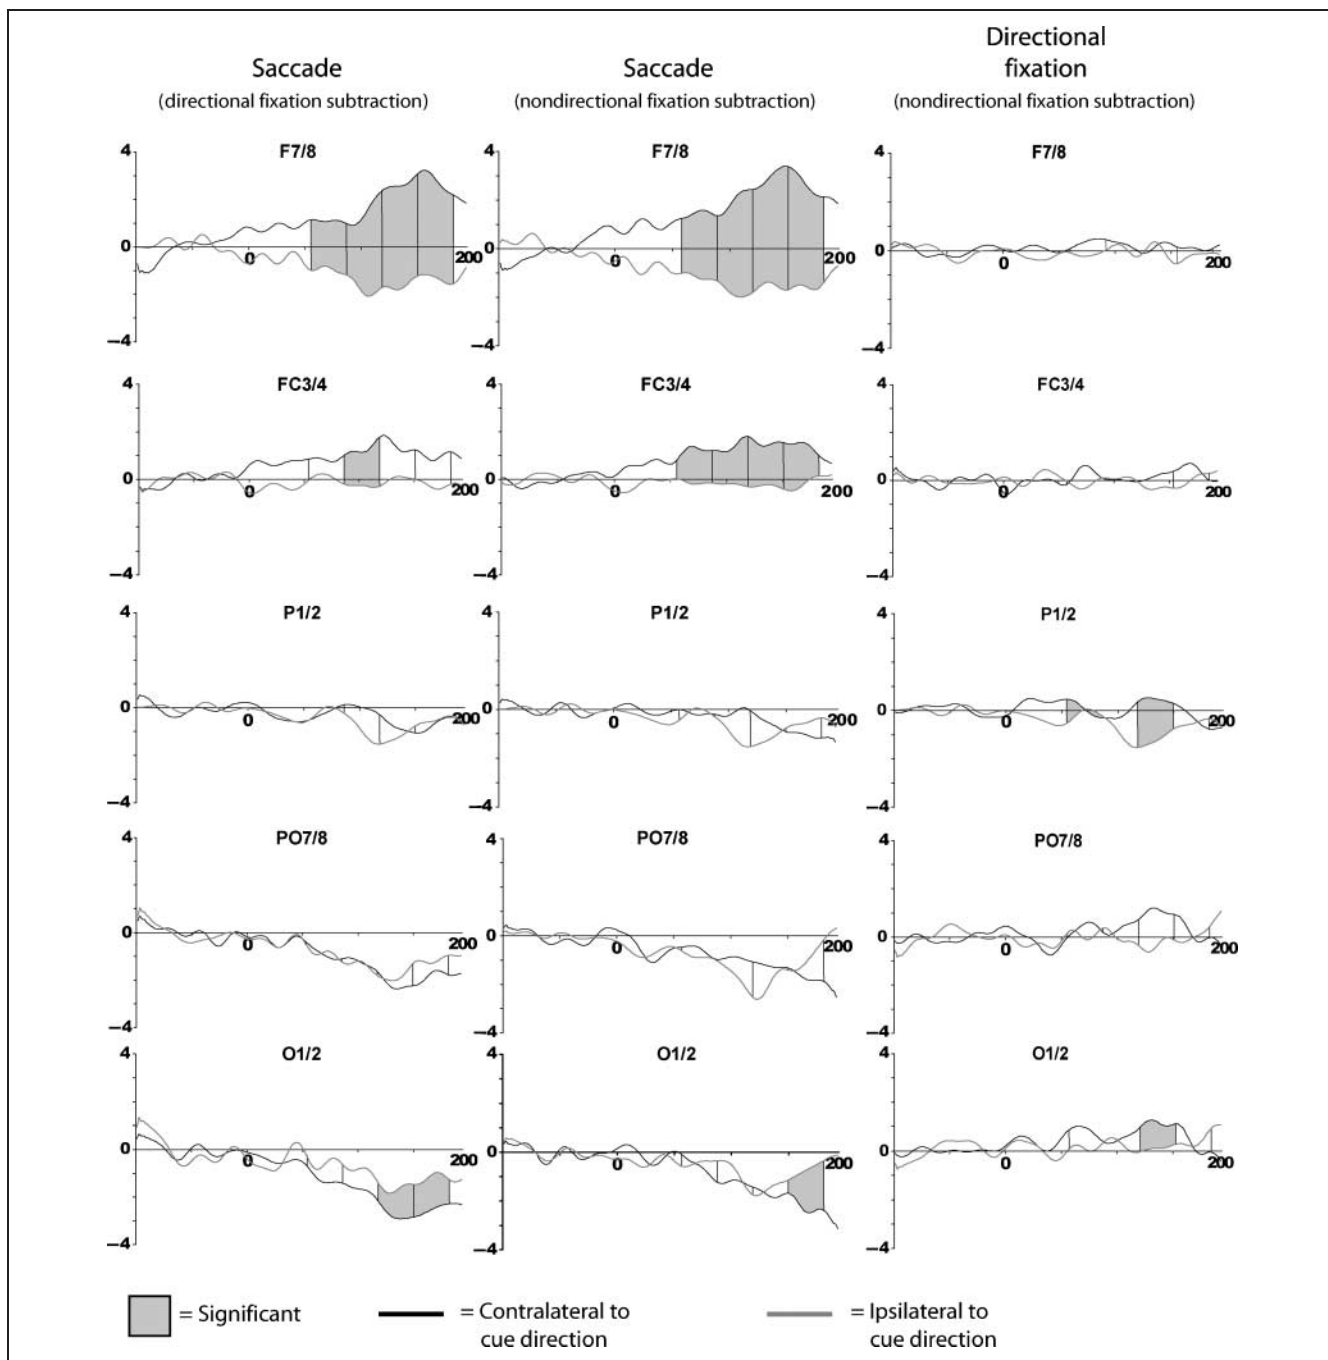 Saccade
(directional fixation subtraction)
Saccade
(nondirectional fixation subtraction)
Directional
fixation
(nondirectional fixation subtraction)
F7/8
4
0
−4
0
200
F7/8
4
0
−4
0
200
F7/8
4
0
−4
0
200
FC3/4
4
0
−4
0
200
FC3/4
4
0
−4
0
200
FC3/4
4
0
−4
0
200
P1/2
4
0
−4
0
200
P1/2
4
0
−4
0
200
P1/2
4
0
−4
0
200
PO7/8
4
0
−4
0
200
PO7/8
4
0
−4
0
200
PO7/8
4
0
−4
0
200
O1/2
4
0
−4
0
200
O1/2
4
0
−4
0
200
O1/2
4
0
−4
0
200
= Significant
= Contralateral to
cue direction
= Ipsilateral to
cue direction